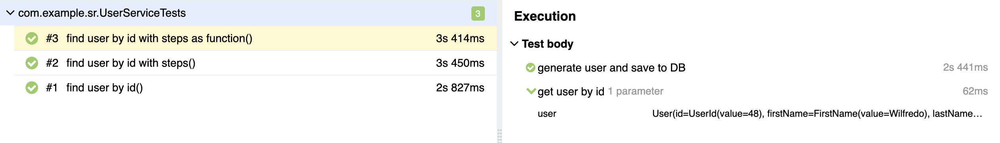 com.example.sr.UserServiceTests 3
#3 find user by id with steps as function() 3s 414ms
#2 find user by id with steps() 3s 450ms
#1 find user by id() 2s 827ms
Execution
Test body
generate user and save to DB 2s 441ms
get user by id 1 parameter 62ms
user User(id=UserId(value=48), firstName=FirstName(value=Wilfredo), lastName...